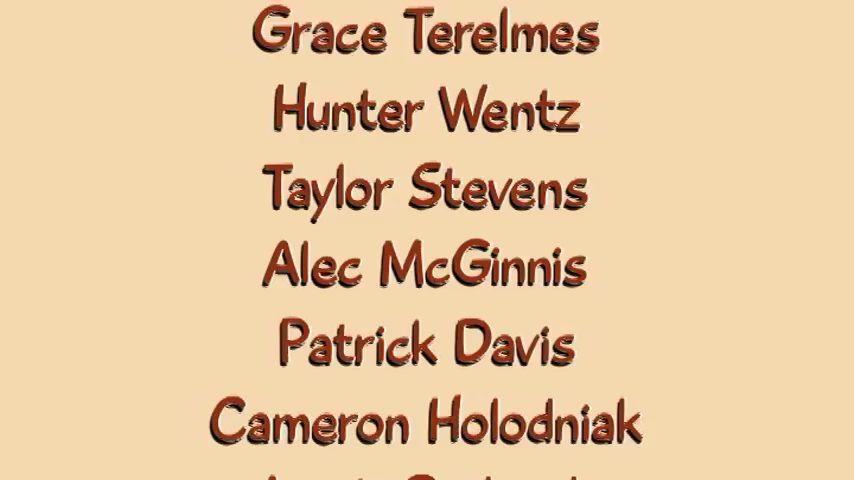 Grace Terelmes
Hunter Wentz
Taylor Stevens
Alec McGinnis
Patrick Davis
Cameron Holodniak